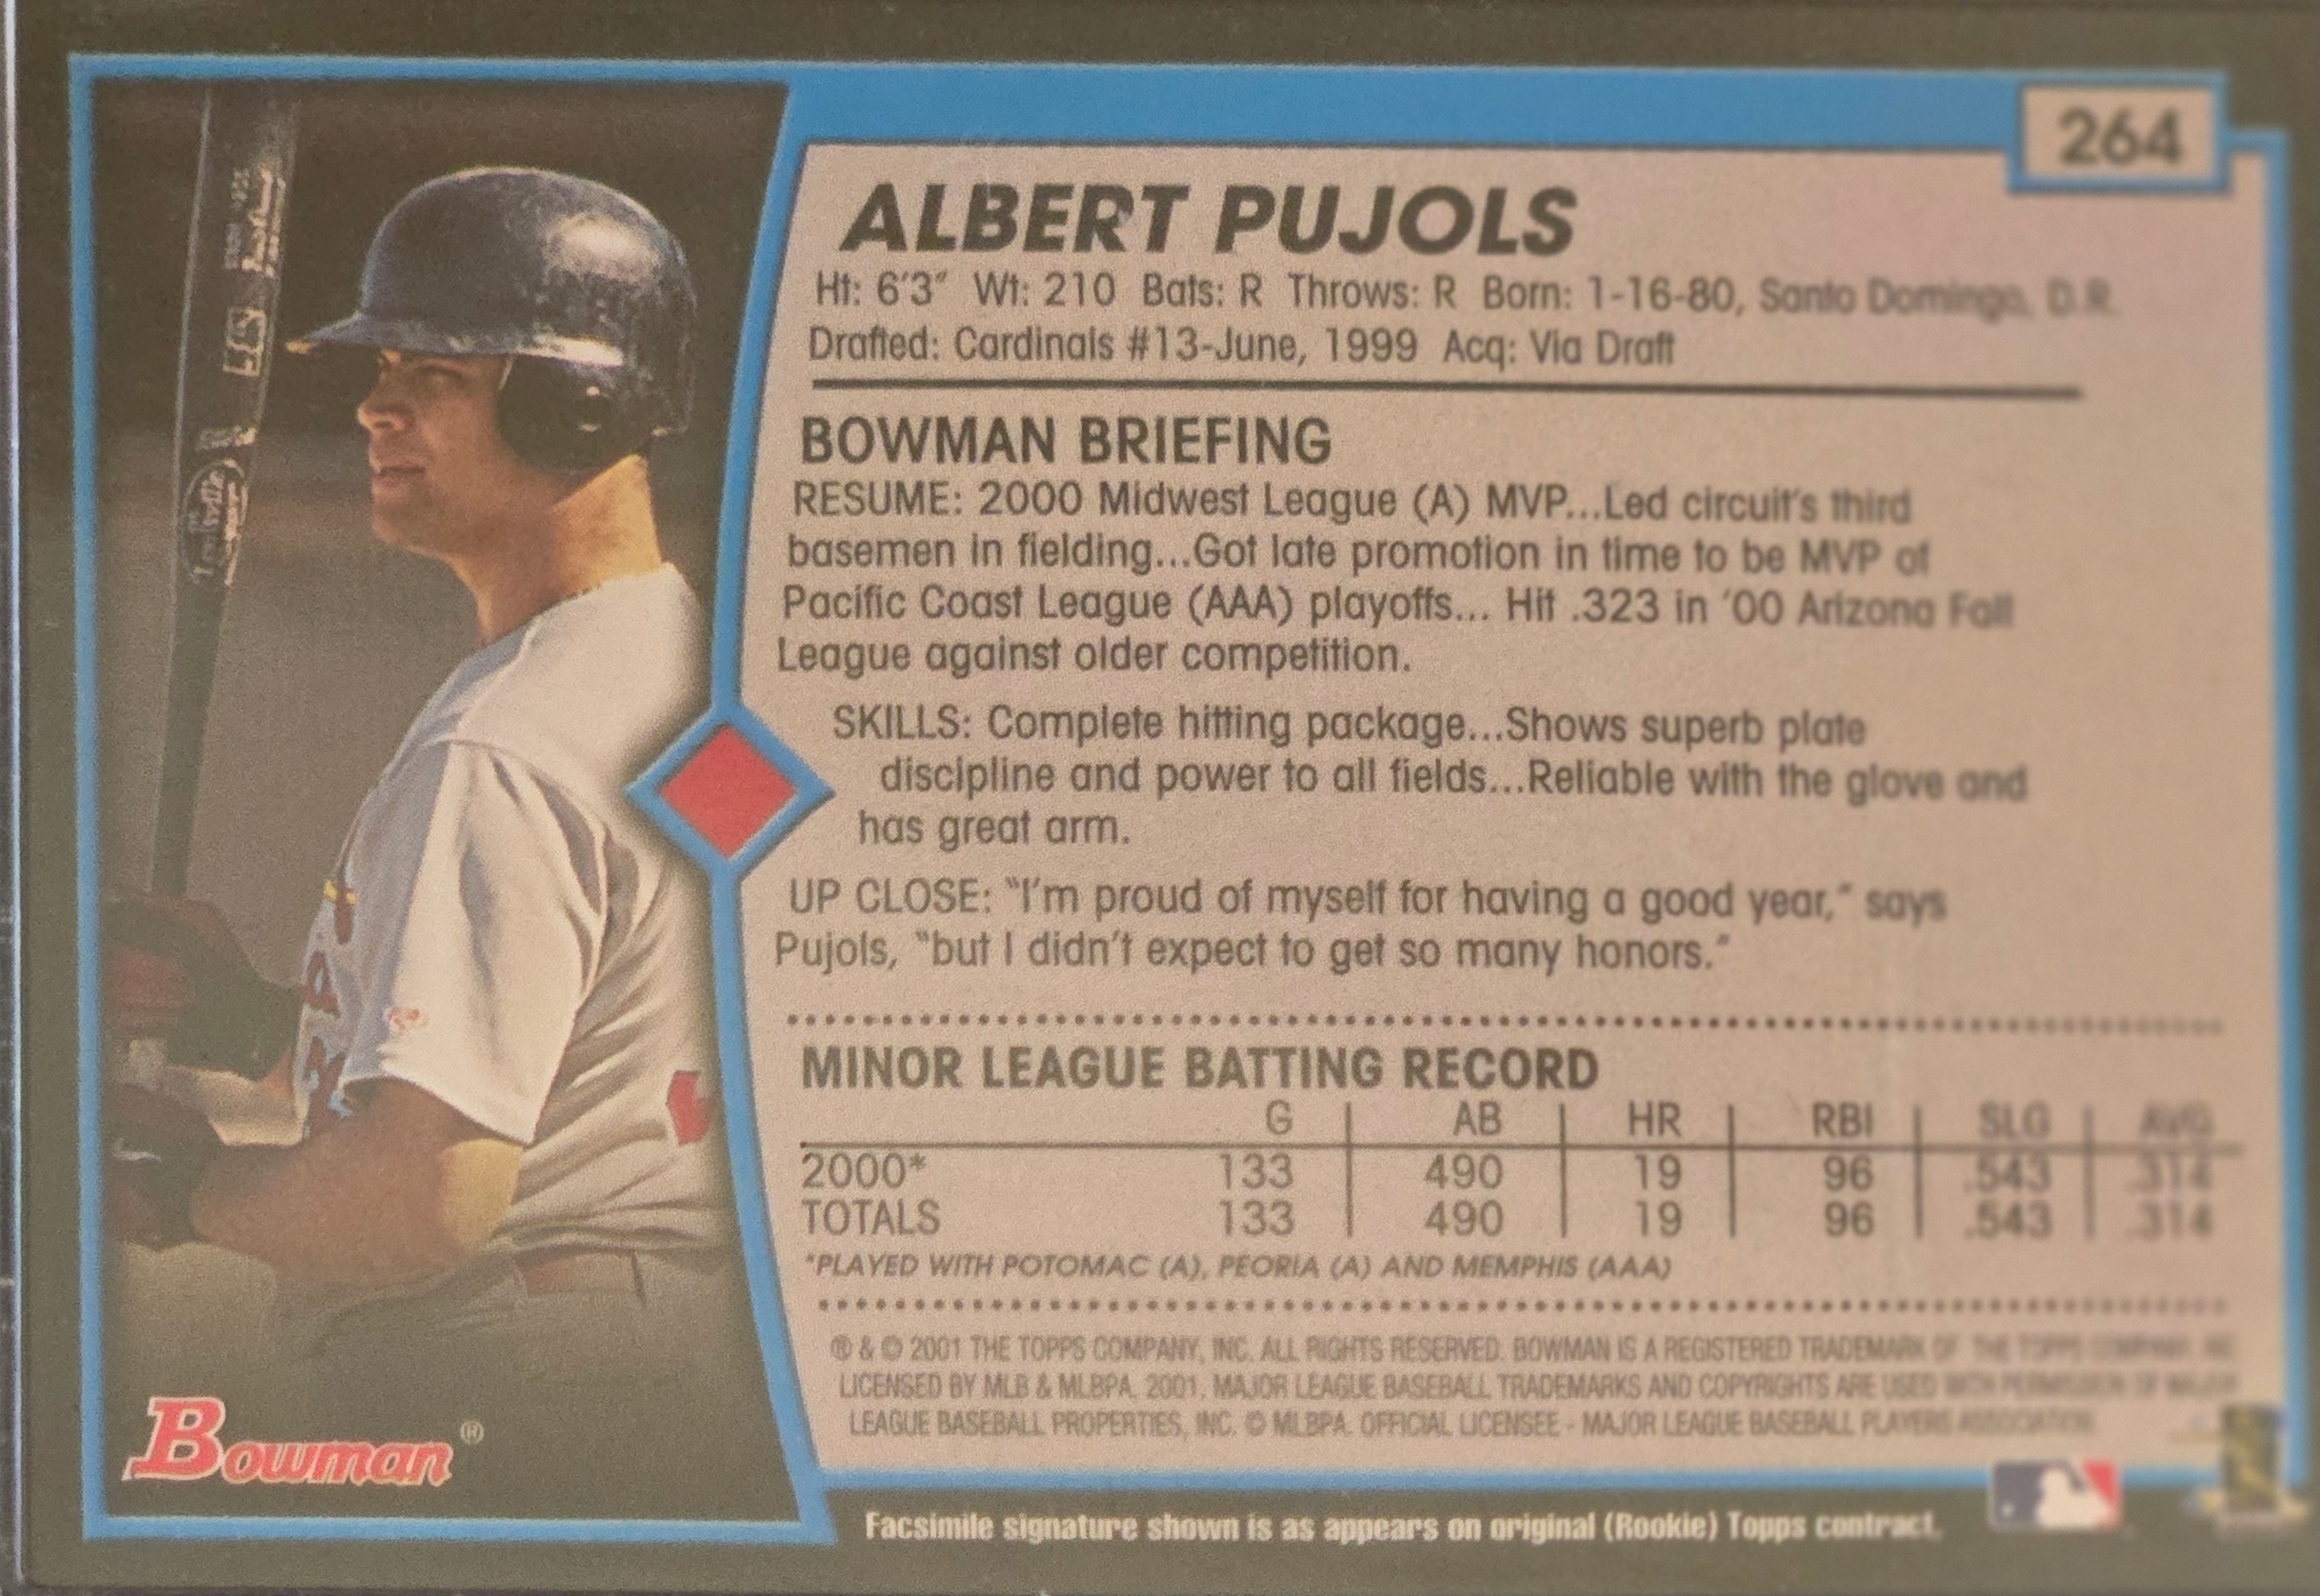 264
ALBERT PUJOLS
Ht: 6'3" Wt: 210 Bats: R Throws: R Born: 1-16-80, Santo Domingo, D.R.
Drafted: Cardinals #13-June, 1999 Acq: Via Draft
BOWMAN BRIEFING
RESUME: 2000 Midwest League (A) MVP...Led circuit's third
basemen in fielding...Got late promotion in time to be MVP of
Pacific Coast League (AAA) playoffs... Hit .323 in '00 Arizona Fall
League against older competition.
SKILLS: Complete hitting package...Shows superb plate
discipline and power to all fields...Reliable with the glove and
has great arm.
UP CLOSE: "I'm proud of myself for having a good year," says
Pujols, "but I didn't expect to get so many honors."
MINOR LEAGUE BATTING RECORD
G AB HR RBI SLG AVG
2000* 133 490 19 96 .543 .314
TOTALS 133 490 19 96 .543 .314
*PLAYED WITH POTOMAC (A), PEORIA (A) AND MEMPHIS (AAA)
® & © 2001 THE TOPPS COMPANY, INC. ALL RIGHTS RESERVED. BOWMAN IS A REGISTERED TRADEMARK OF THE TOPPS COMPANY, INC.
LICENSED BY MLB & MLBPA, 2001. MAJOR LEAGUE BASEBALL TRADEMARKS AND COPYRIGHTS ARE USED WITH PERMISSION OF MAJOR
LEAGUE BASEBALL PROPERTIES, INC. © MLBPA. OFFICIAL LICENSEE - MAJOR LEAGUE BASEBALL PLAYERS ASSOCIATION.
Bowman®
Facsimile signature shown is as appears on original (Rookie) Topps contract.